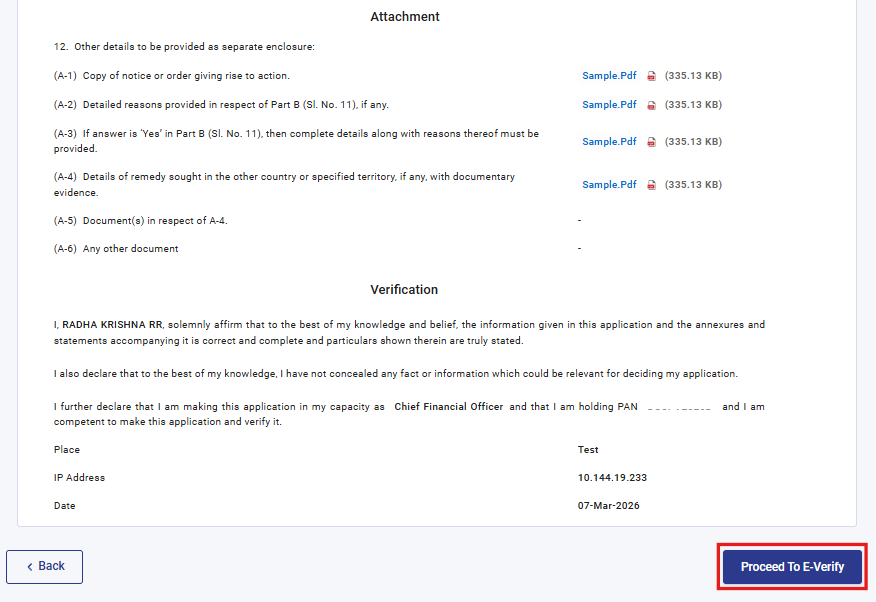 Attachment
12. Other details to be provided as separate enclosure:
(A-1) Copy of notice or order giving rise to action.
Sample.Pdf (335.13 KB)
(A-2) Detailed reasons provided in respect of Part B (Sl. No. 11), if any.
Sample.Pdf (335.13 KB)
(A-3) If answer is ‘Yes’ in Part B (Sl. No. 11), then complete details along with reasons thereof must be
provided.
Sample.Pdf (335.13 KB)
(A-4) Details of remedy sought in the other country or specified territory, if any, with documentary
evidence.
Sample.Pdf (335.13 KB)
(A-5) Document(s) in respect of A-4.
-
(A-6) Any other document
-
Verification
I, RADHA KRISHNA RR, solemnly affirm that to the best of my knowledge and belief, the information given in this application and the annexures and
statements accompanying it is correct and complete and particulars shown therein are truly stated.
I also declare that to the best of my knowledge, I have not concealed any fact or information which could be relevant for deciding my application.
I further declare that I am making this application in my capacity as Chief Financial Officer and that I am holding PAN and I am
competent to make this application and verify it.
Place
Test
IP Address
10.144.19.233
Date
07-Mar-2026
< Back
Proceed To E-Verify